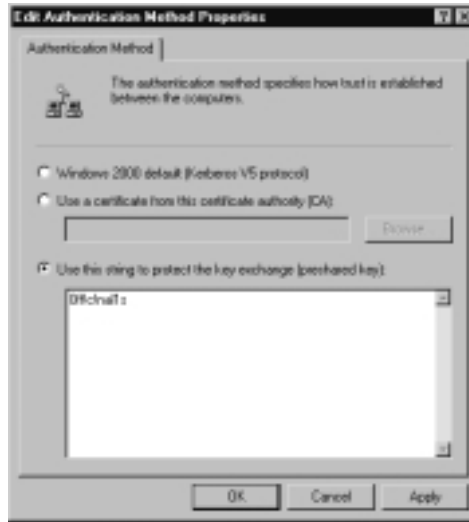 Edit Authentication Method Properties
Authentication Method
The authentication method specifies how trust is established
between the computers.
Windows 2000 default (Kerberos V5 protocol)
Use a certificate from this certificate authority (CA):
Browse...
Use this string to protect the key exchange (preshared key):
OK
Cancel
Apply